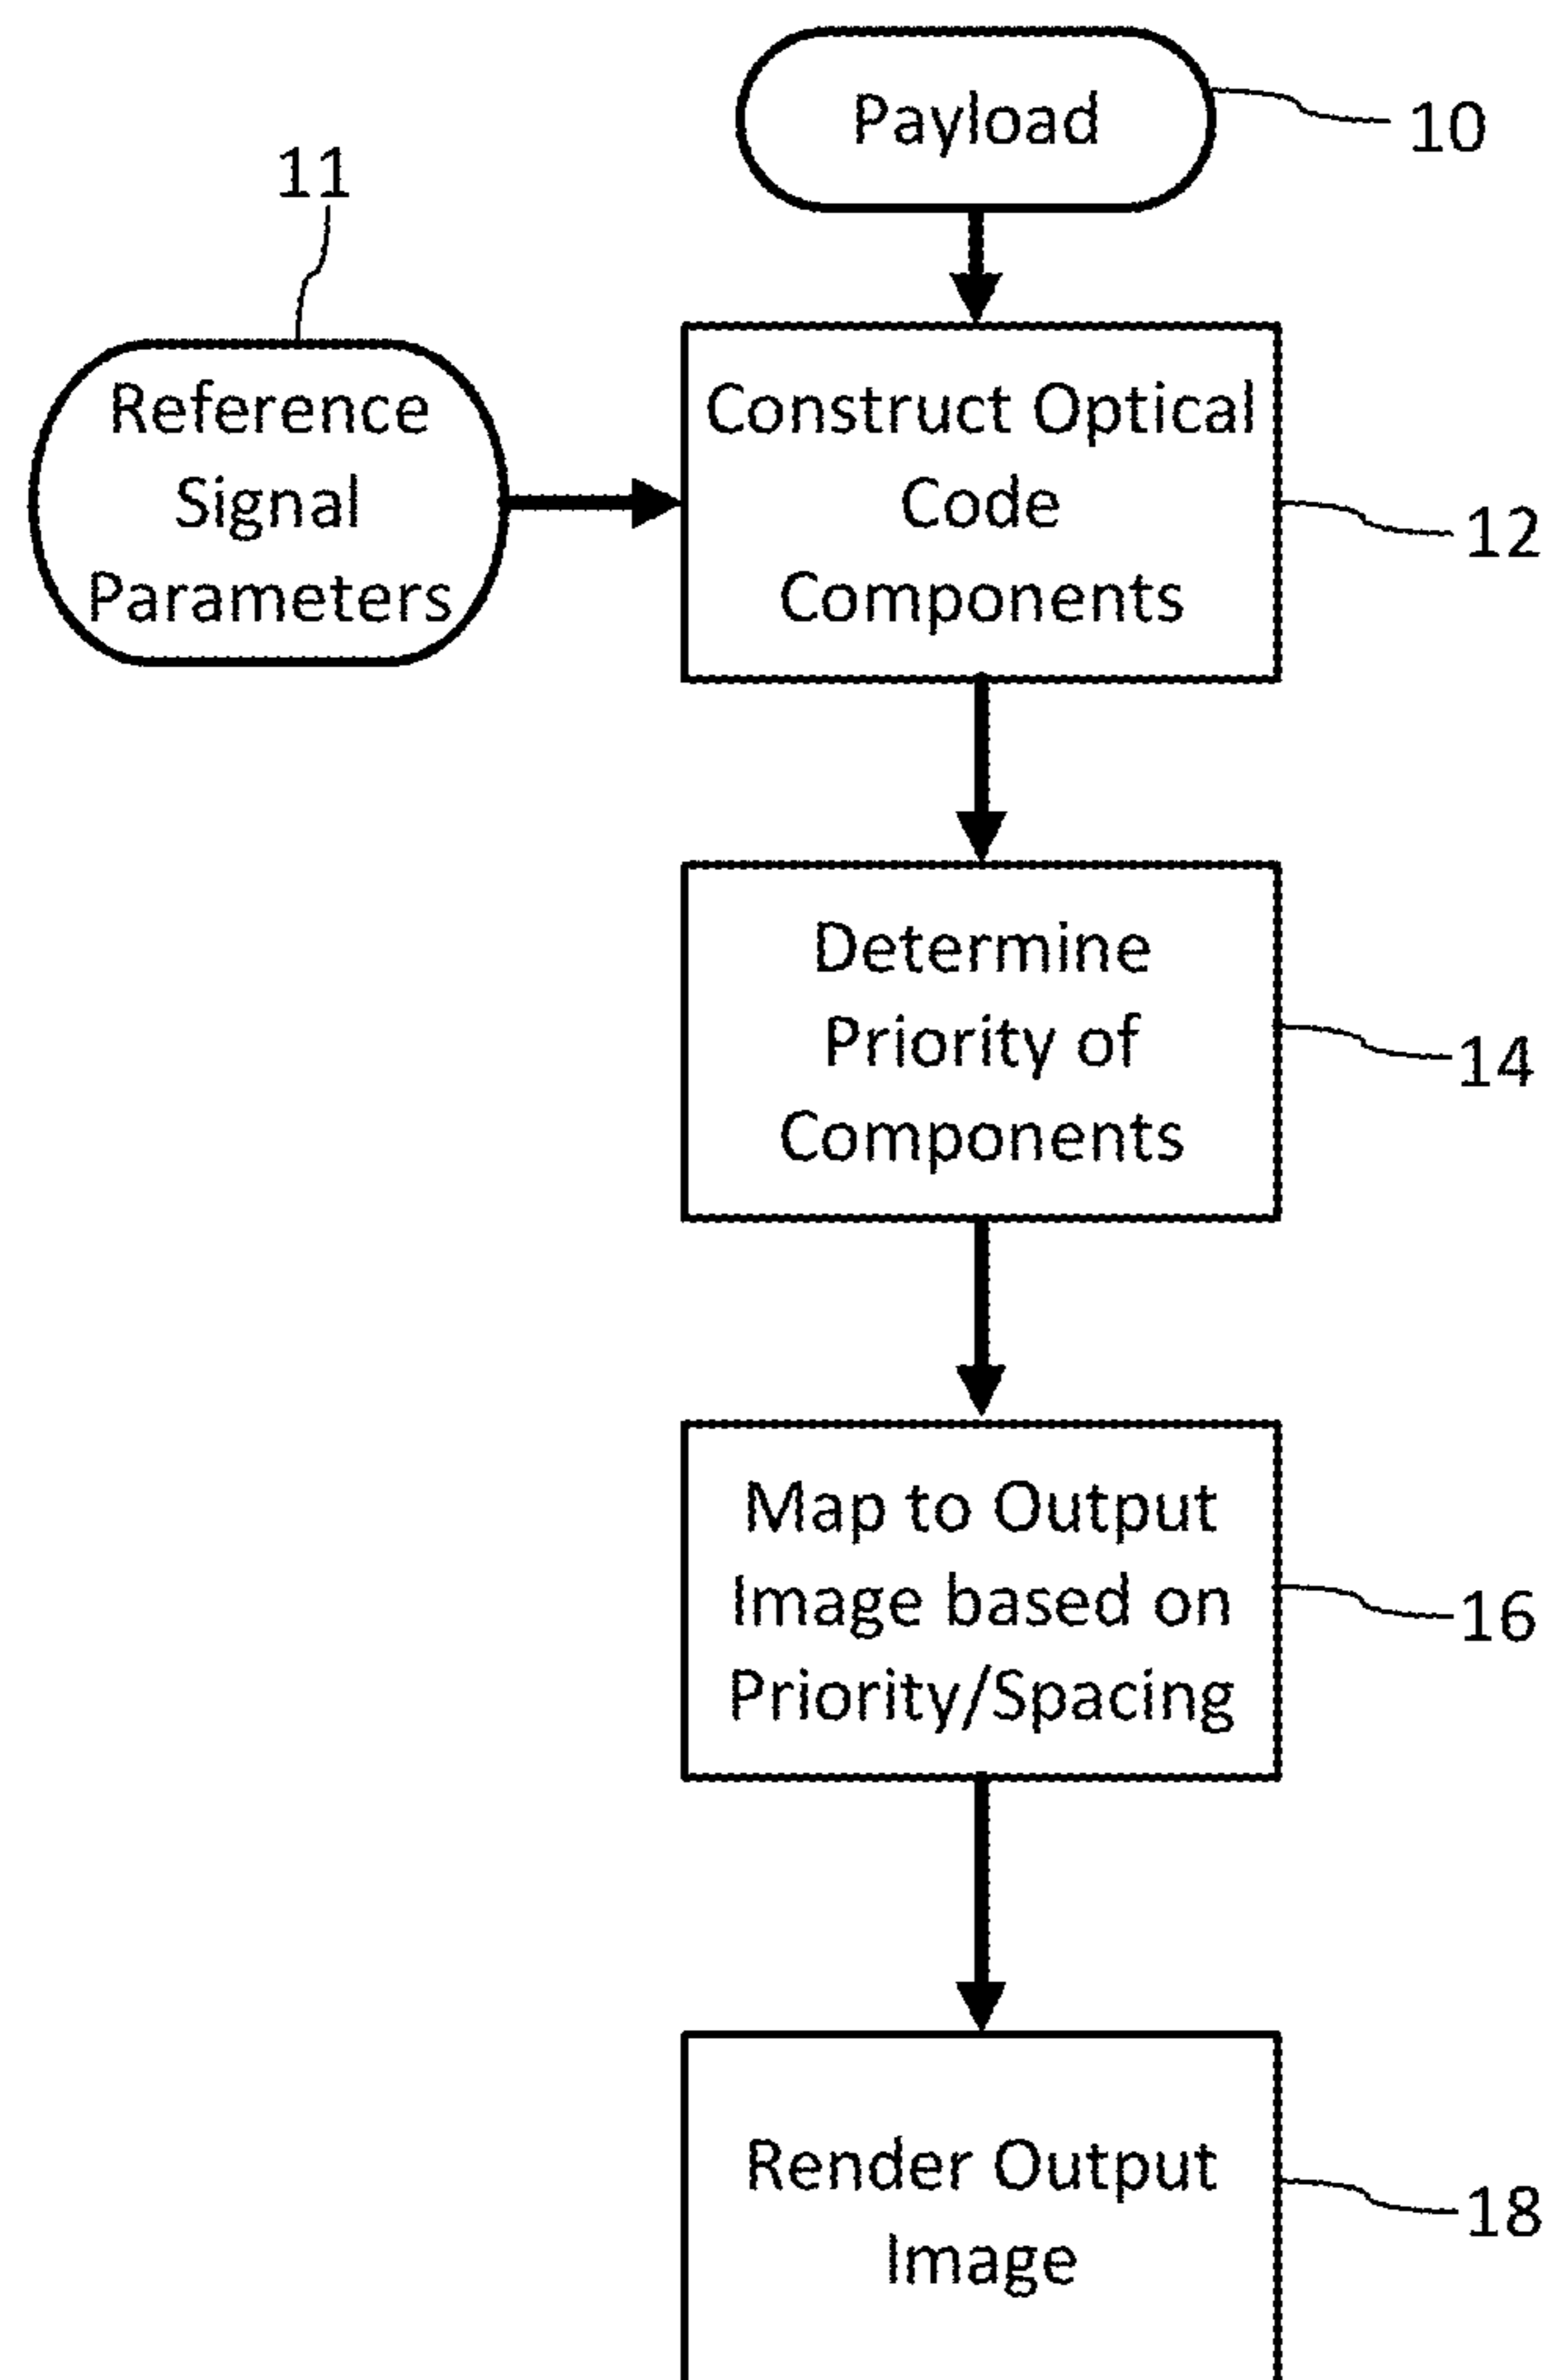 Payload
10
11
Reference
Signal
Parameters
Construct Optical
Code
Components
12
Determine
Priority of
Components
14
Map to Output
Image based on
Priority/Spacing
16
Render Output
Image
18